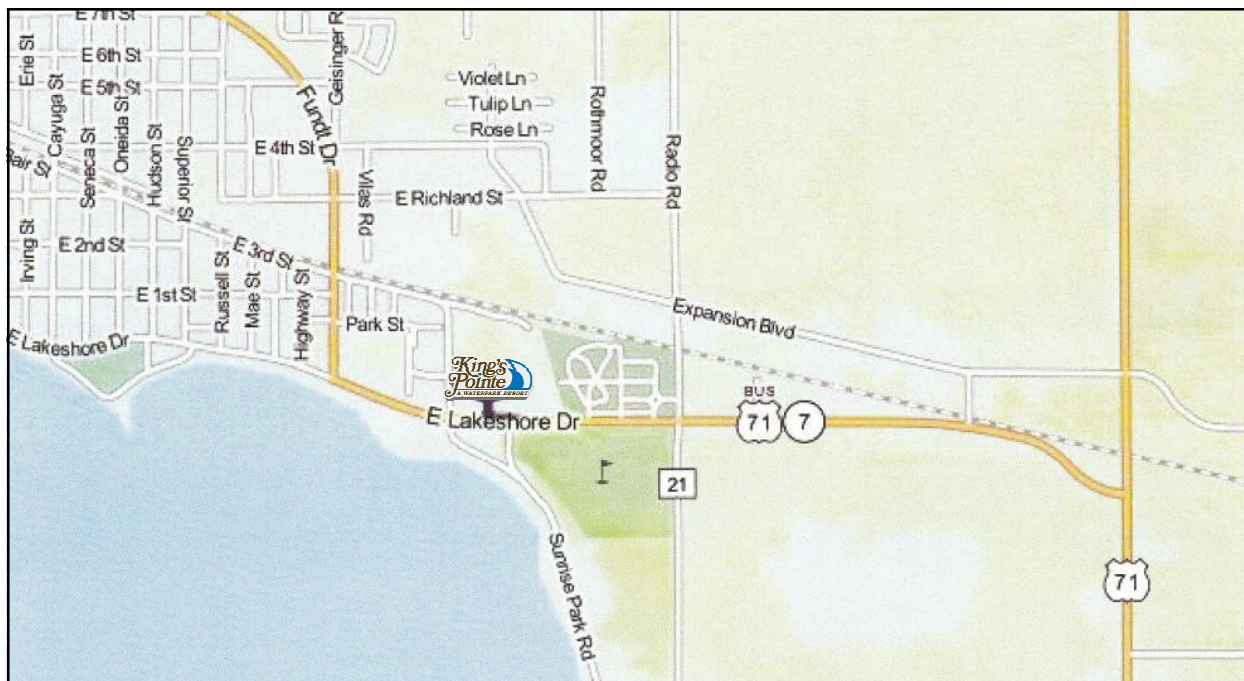 E 7th St
E 6th St
E 5th St
Erie St
Cayuga St
Seneca St
Oneida St
Hudson St
Superior St
Fundt Dr
Geisinger R
Violet Ln
Tulip Ln
Rose Ln
Rothmoor Rd
Radio Rd
E 4th St
Vilas Rd
E Richland St
Irving St
E 2nd St
E 3rd St
E 1st St
Russell St
Mae St
Highway St
Park St
Expansion Blvd
E Lakeshore Dr
King's
Pointe
A WATERPARK RESORT
E Lakeshore Dr
BUS
71
7
21
Sunrise Park Rd
71